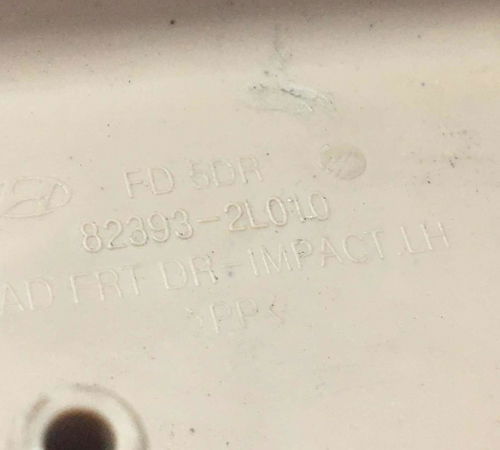 FD 5DR
82393-2L010
AD FRT DR-IMPACT.LH
>PP<